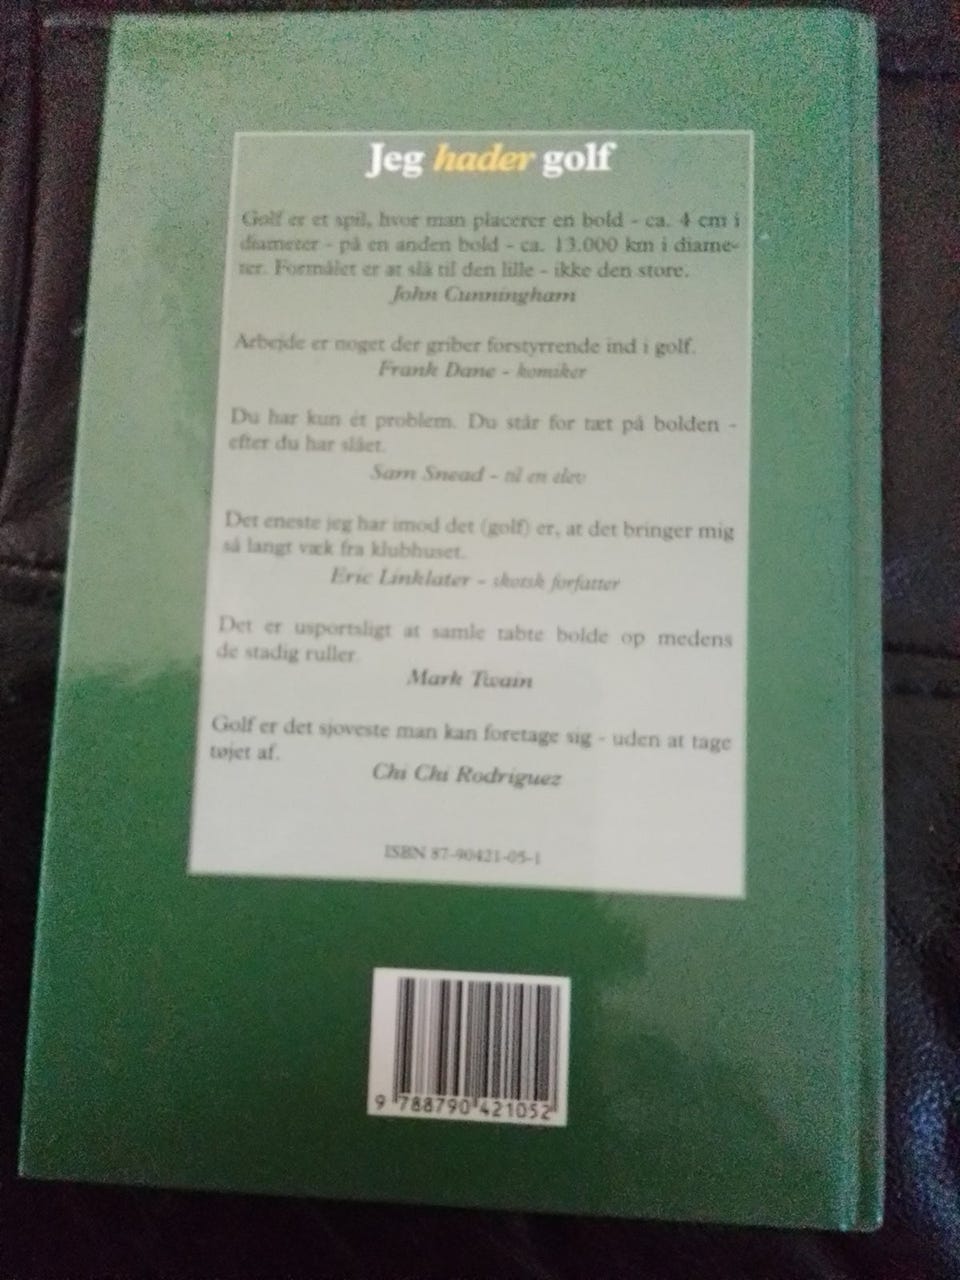 Jeg hader golf
Golf er et spil, hvor man placerer en bold - ca. 4 cm i
diameter - på en anden bold - ca. 13.000 km i diame-
ter. Formålet er at slå til den lille - ikke den store.
John Cunningham
Arbejde er noget der griber forstyrrende ind i golf.
Frank Dane - komiker
Du har kun ét problem. Du står for tæt på bolden -
efter du har slået.
Sam Snead - til en elev
Det eneste jeg har imod det (golf) er, at det bringer mig
så langt væk fra klubhuset.
Eric Linklater - skotsk forfatter
Det er usportsligt at samle tabte bolde op medens
de stadig ruller.
Mark Twain
Golf er det sjoveste man kan foretage sig - uden at tage
tøjet af.
Chi Chi Rodriguez
ISBN 87-90421-05-1
9 788790 421052